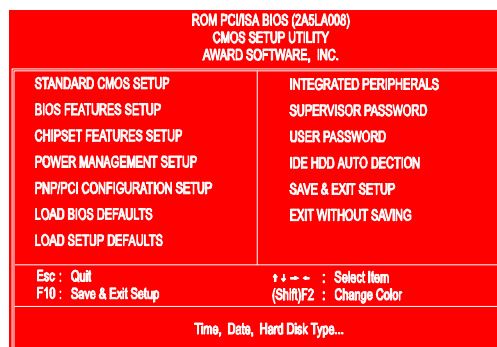 ROM PCI/ISA BIOS (2A5LA008)
CMOS SETUP UTILITY
AWARD SOFTWARE, INC.
STANDARD CMOS SETUP
BIOS FEATURES SETUP
CHIPSET FEATURES SETUP
POWER MANAGEMENT SETUP
PNP/PCI CONFIGURATION SETUP
LOAD BIOS DEFAULTS
LOAD SETUP DEFAULTS
INTEGRATED PERIPHERALS
SUPERVISOR PASSWORD
USER PASSWORD
IDE HDD AUTO DECTION
SAVE & EXIT SETUP
EXIT WITHOUT SAVING
Esc : Quit
F10 : Save & Exit Setup
↑ ↓ → ← : Select Item
(Shift)F2 : Change Color
Time, Date, Hard Disk Type...